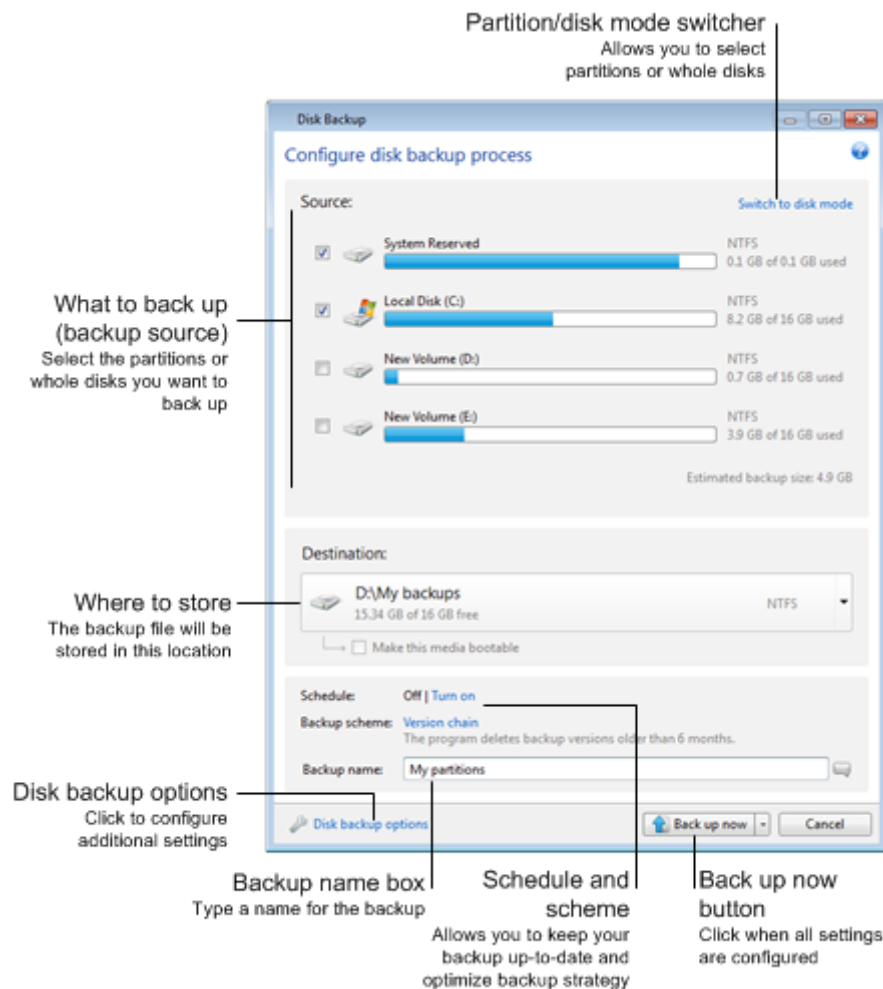 Partition/disk mode switcher
Allows you to select
partitions or whole disks
Disk Backup
Configure disk backup process
Source:
Switch to disk mode
System Reserved
NTFS
0.1 GB of 0.1 GB used
Local Disk (C:)
NTFS
8.2 GB of 16 GB used
New Volume (D:)
NTFS
0.7 GB of 16 GB used
New Volume (E:)
NTFS
3.9 GB of 16 GB used
Estimated backup size: 4.9 GB
What to back up
(backup source)
Select the partitions or
whole disks you want to
back up
Destination:
D:\My backups
15.34 GB of 16 GB free
NTFS
Make this media bootable
Where to store
The backup file will be
stored in this location
Schedule: Off | Turn on
Backup scheme: Version chain
The program deletes backup versions older than 6 months.
Backup name: My partitions
Disk backup options
Back up now
Cancel
Disk backup options
Click to configure
additional settings
Backup name box
Type a name for the backup
Schedule and
scheme
Allows you to keep your
backup up-to-date and
optimize backup strategy
Back up now
button
Click when all settings
are configured